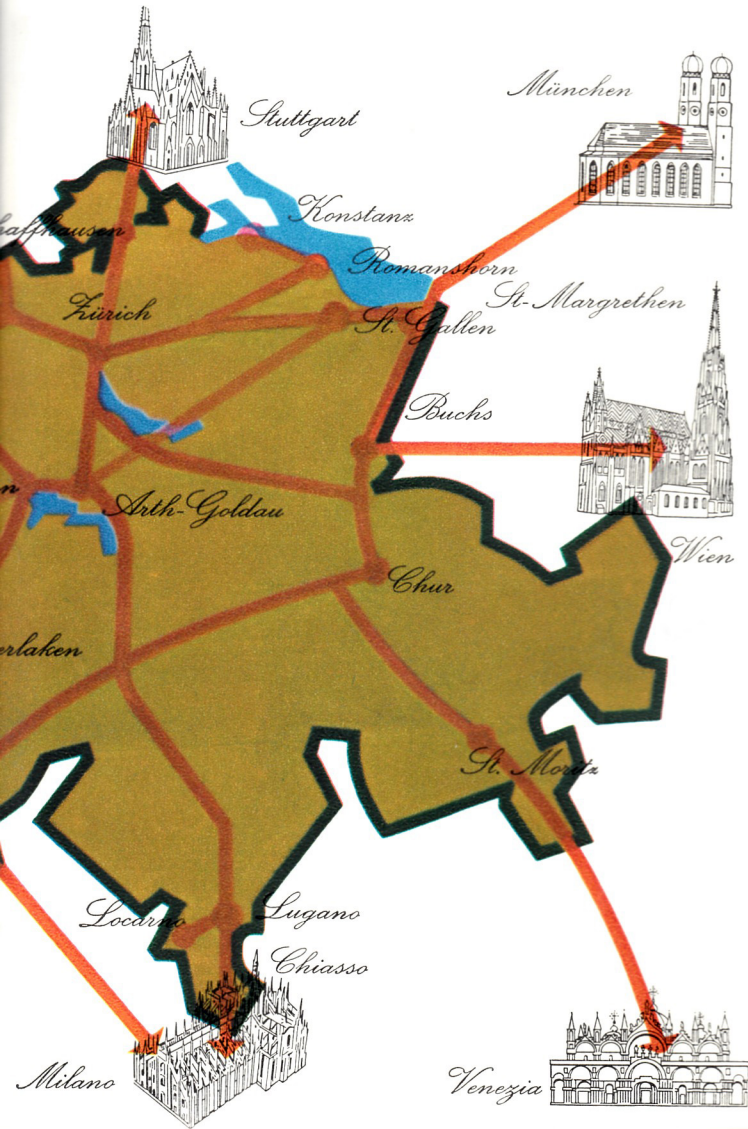 München
Stuttgart
Konstanz
haffhausen
Romanshorn
St-Margrethen
Zürich
St. Gallen
Buchs
n
Arth-Goldau
Wien
Chur
erlaken
St. Moritz
Locarno
Lugano
Chiasso
Milano
Venezia